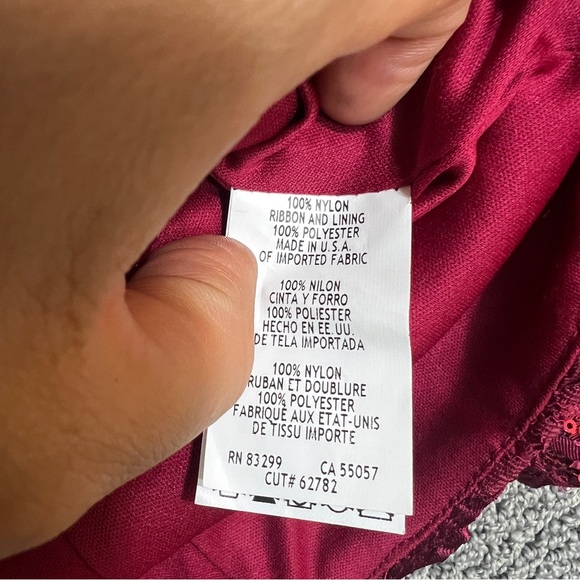 100% NYLON
RIBBON AND LINING
100% POLYESTER
MADE IN U.S.A.
OF IMPORTED FABRIC
100% NILON
CINTA Y FORRO
100% POLIESTER
HECHO EN EE.UU.
DE TELA IMPORTADA
100% NYLON
RUBAN ET DOUBLURE
100% POLYESTER
FABRIQUÉ AUX ETAT-UNIS
DE TISSU IMPORTE
RN 83299 CA 55057
CUT# 62782